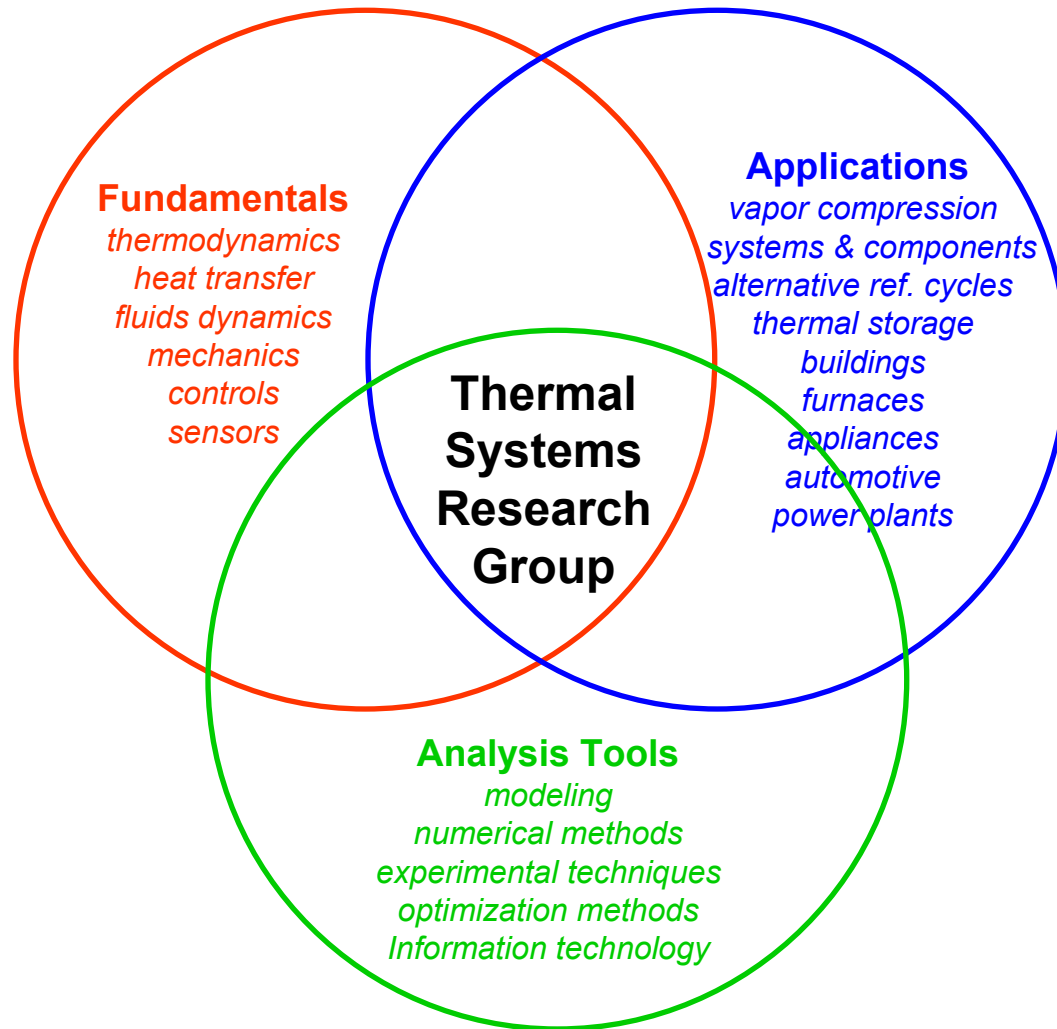 Fundamentals
thermodynamics
heat transfer
fluids dynamics
mechanics
controls
sensors
Applications
vapor compression
systems & components
alternative ref. cycles
thermal storage
buildings
furnaces
appliances
automotive
power plants
Thermal
Systems
Research
Group
Analysis Tools
modeling
numerical methods
experimental techniques
optimization methods
Information technology